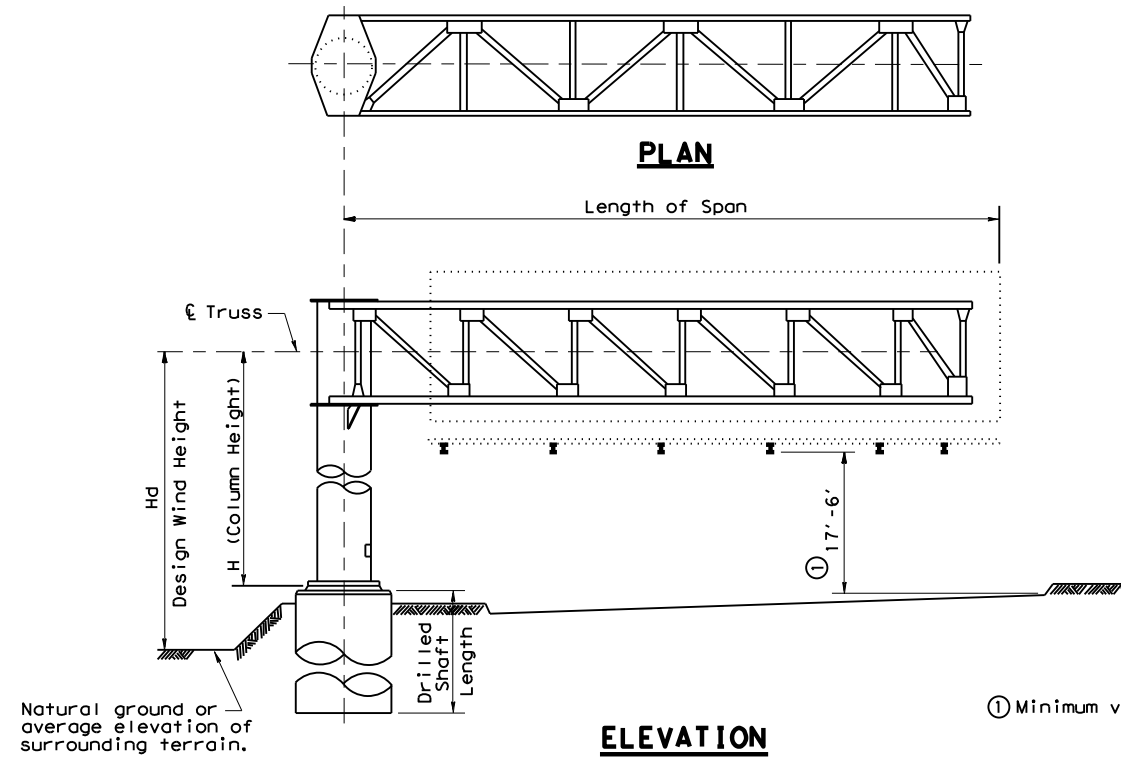 PLAN
Length of Span
℄ Truss
Hd
Design Wind Height
H (Column Height)
① 17'-6'
Drilled
Shaft
Length
Natural ground or
average elevation of
surrounding terrain.
① Minimum v
ELEVATION